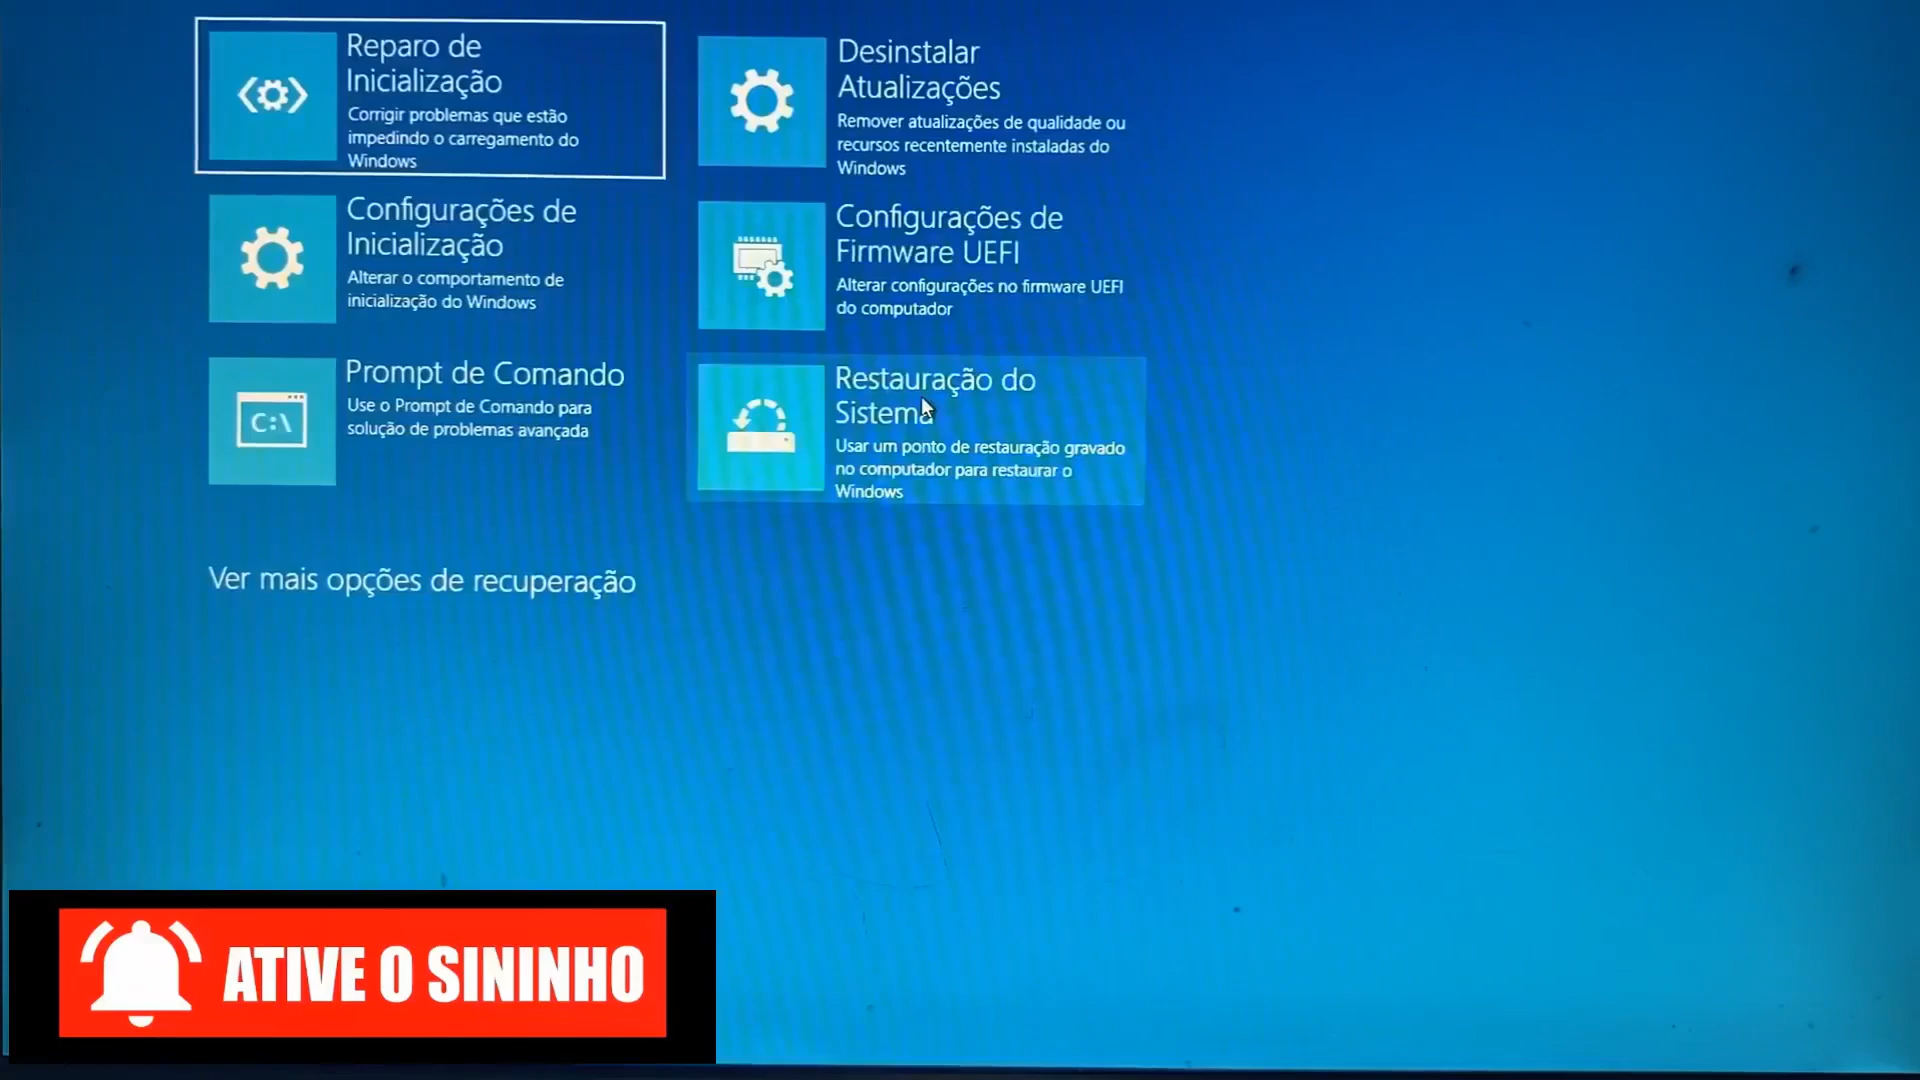 Reparo de
Inicialização
Corrigir problemas que estão
impedindo o carregamento do
Windows
Desinstalar
Atualizações
Remover atualizações de qualidade ou
recursos recentemente instaladas do
Windows
Configurações de
Inicialização
Alterar o comportamento de
inicialização do Windows
Configurações de
Firmware UEFI
Alterar configurações no firmware UEFI
do computador
Prompt de Comando
Use o Prompt de Comando para
solução de problemas avançada
C:\
Restauração do
Sistema
Usar um ponto de restauração gravado
no computador para restaurar o
Windows
Ver mais opções de recuperação
ATIVE O SININHO